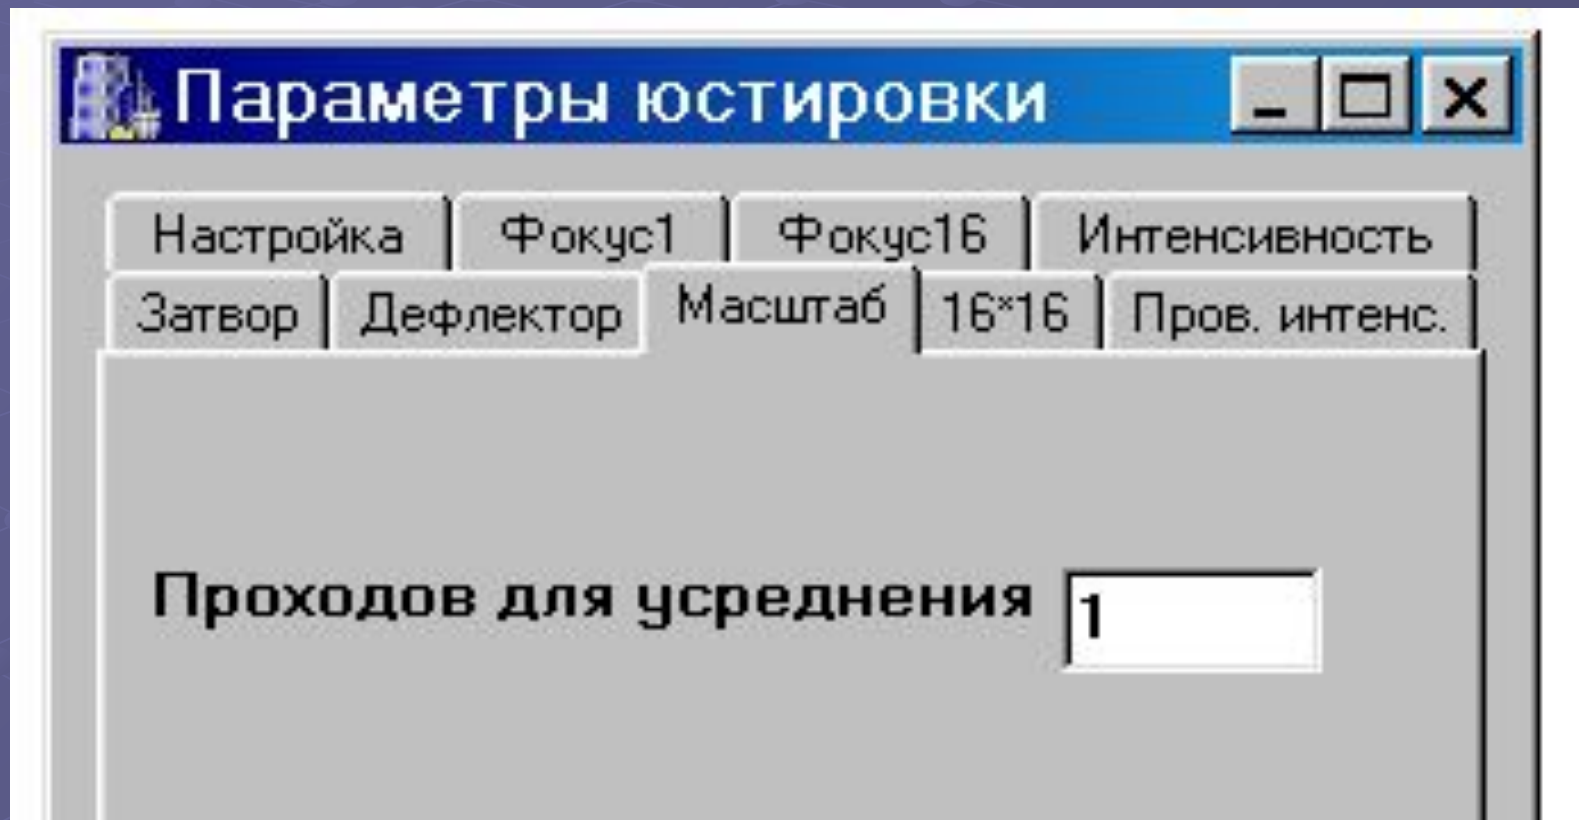 Параметры юстировки
Настройка Фокус1 Фокус16 Интенсивность
Затвор Дефлектор Масштаб 16*16 Пров. интенс.
Проходов для усреднения 1